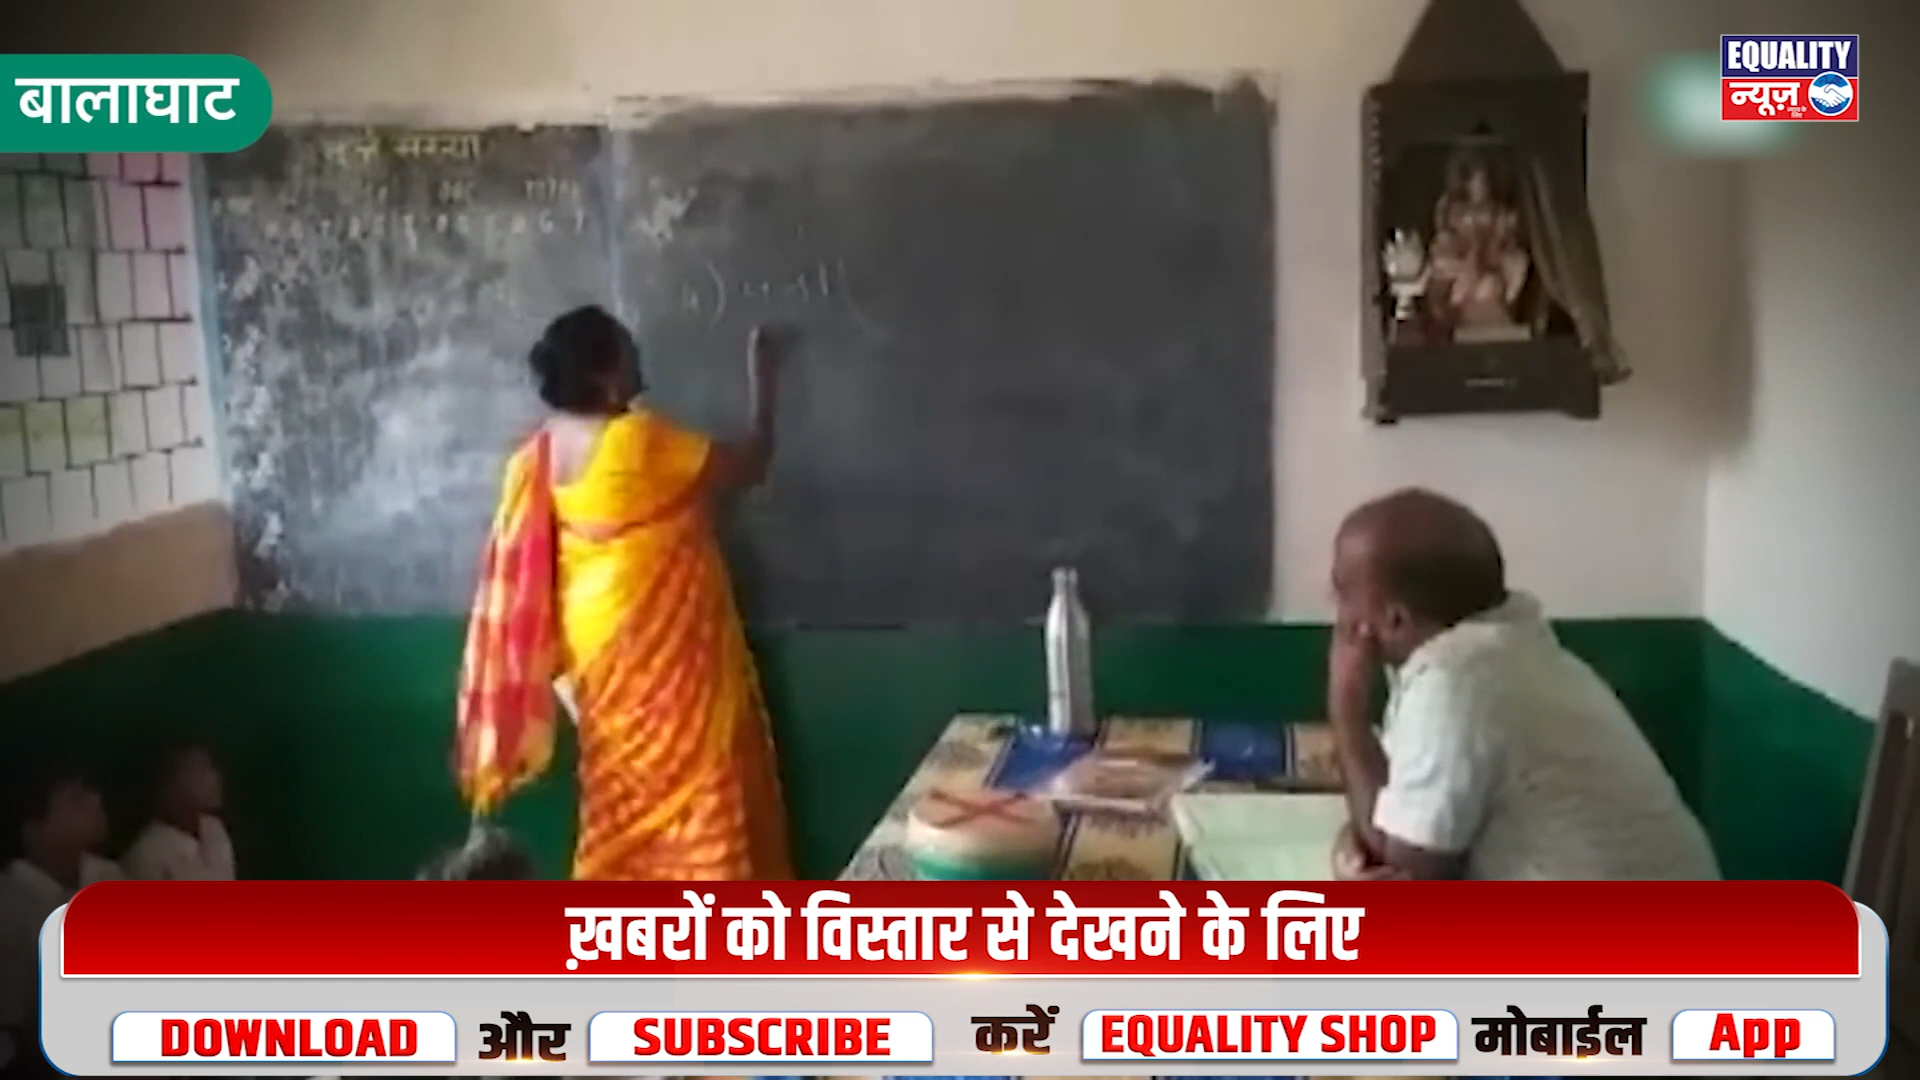 बालाघाट
EQUALITY
न्यूज़
ख़बरों को विस्तार से देखने के लिए
DOWNLOAD और SUBSCRIBE करें EQUALITY SHOP मोबाईल App